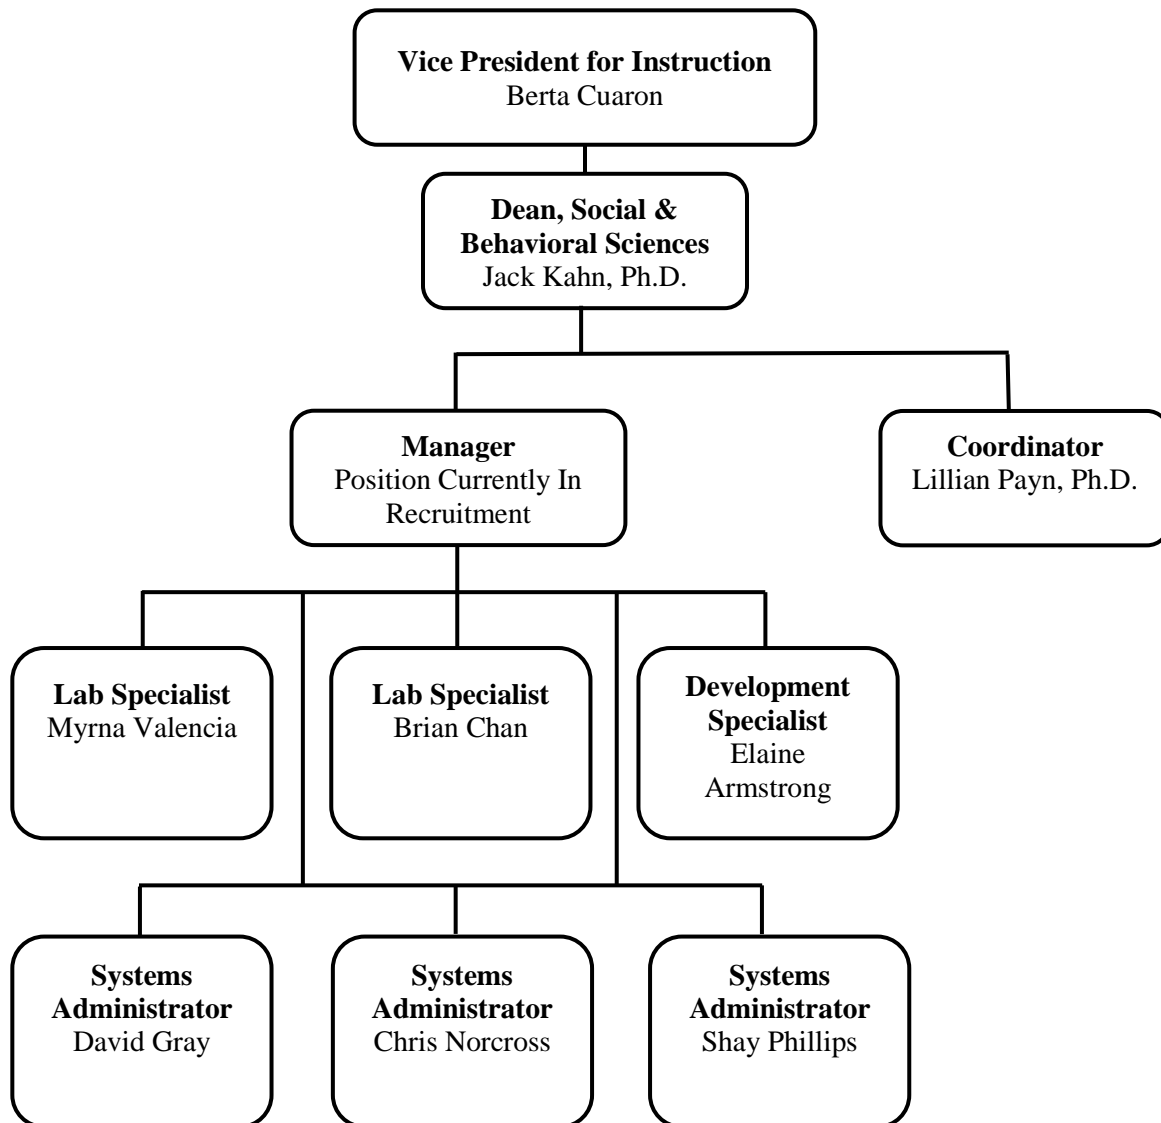 Vice President for Instruction
Berta Cuaron
Dean, Social &
Behavioral Sciences
Jack Kahn, Ph.D.
Manager
Position Currently In
Recruitment
Coordinator
Lillian Payn, Ph.D.
Lab Specialist
Myrna Valencia
Lab Specialist
Brian Chan
Development
Specialist
Elaine
Armstrong
Systems
Administrator
David Gray
Systems
Administrator
Chris Norcross
Systems
Administrator
Shay Phillips